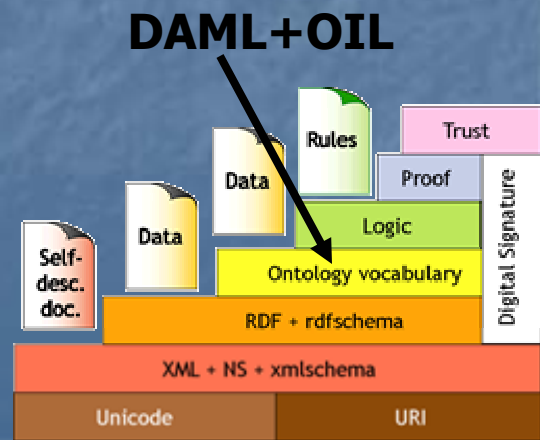 DAML+OIL
Rules
Trust
Data
Proof
Data
Logic
Self-
desc.
doc.
Ontology vocabulary
Digital Signature
RDF + rdfschema
XML + NS + xmlschema
Unicode
URI